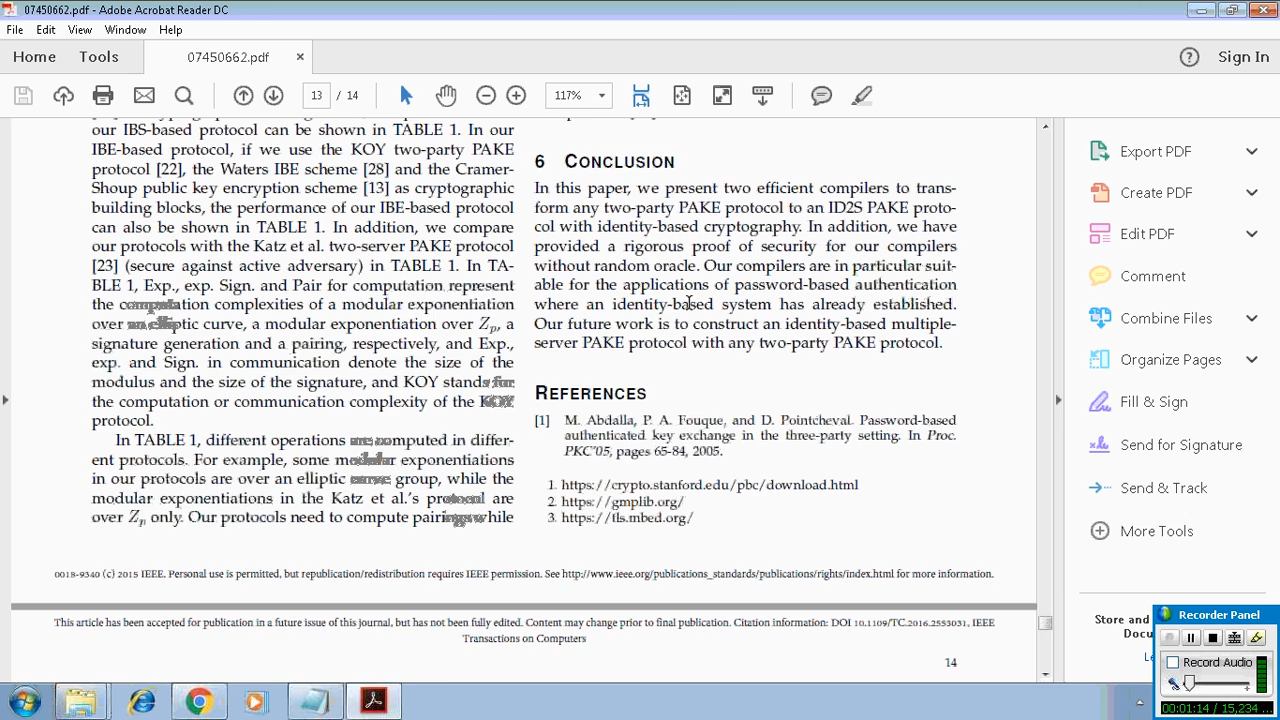 07450662.pdf - Adobe Acrobat Reader DC
File Edit View Window Help
Home Tools 07450662.pdf × Sign In
13 / 14 117%
our IBS-based protocol can be shown in TABLE 1. In our
IBE-based protocol, if we use the KOY two-party PAKE
protocol [22], the Waters IBE scheme [28] and the Cramer-
Shoup public key encryption scheme [13] as cryptographic
building blocks, the performance of our IBE-based protocol
can also be shown in TABLE 1. In addition, we compare
our protocols with the Katz et al. two-server PAKE protocol
[23] (secure against active adversary) in TABLE 1. In TA-
BLE 1, Exp., exp. Sign. and Pair for computation represent
the computation complexities of a modular exponentiation
over an elliptic curve, a modular exponentiation over Zp, a
signature generation and a pairing, respectively, and Exp.,
exp. and Sign. in communication denote the size of the
modulus and the size of the signature, and KOY stands for
the computation or communication complexity of the KOY
protocol.
In TABLE 1, different operations are computed in differ-
ent protocols. For example, some modular exponentiations
in our protocols are over an elliptic curve group, while the
modular exponentiations in the Katz et al.'s protocol are
over Zp only. Our protocols need to compute pairings while
6 CONCLUSION
In this paper, we present two efficient compilers to trans-
form any two-party PAKE protocol to an ID2S PAKE proto-
col with identity-based cryptography. In addition, we have
provided a rigorous proof of security for our compilers
without random oracle. Our compilers are in particular suit-
able for the applications of password-based authentication
where an identity-based system has already established.
Our future work is to construct an identity-based multiple-
server PAKE protocol with any two-party PAKE protocol.
REFERENCES
[1] M. Abdalla, P. A. Fouque, and D. Pointcheval. Password-based
authenticated key exchange in the three-party setting. In Proc.
PKC'05, pages 65-84, 2005.
1. https://crypto.stanford.edu/pbc/download.html
2. https://gmplib.org/
3. https://tls.mbed.org/
0018-9340 (c) 2015 IEEE. Personal use is permitted, but republication/redistribution requires IEEE permission. See http://www.ieee.org/publications_standards/publications/rights/index.html for more information.
This article has been accepted for publication in a future issue of this journal, but has not been fully edited. Content may change prior to final publication. Citation information: DOI 10.1109/TC.2016.2553031, IEEE
Transactions on Computers
14
Export PDF
Create PDF
Edit PDF
Comment
Combine Files
Organize Pages
Fill & Sign
Send for Signature
Send & Track
More Tools
Store and
Recorder Panel
Record Audio
00:01:14 / 15,234 ...